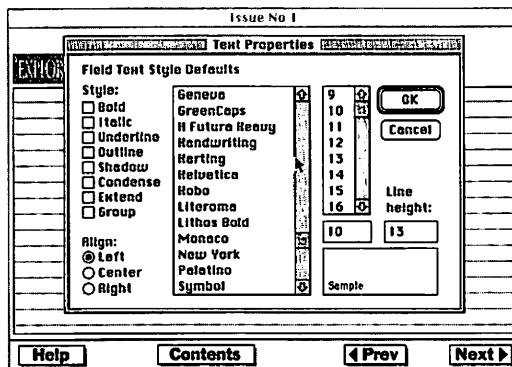 Issue No 1
Text Properties
EXPLOR
Field Text Style Defaults
Style:
Bold
Italic
Underline
Outline
Shadow
Condense
Extend
Group
Align:
Left
Center
Right
Geneva
GreenCaps
H Futura Heavy
Handwriting
Harting
Helvetica
Hobo
Literama
Lithos Bold
Monaco
New York
Palatino
Symbol
9
10
11
12
13
14
15
16
10
OK
Cancel
Line
height:
13
Sample
Help
Contents
Prev
Next